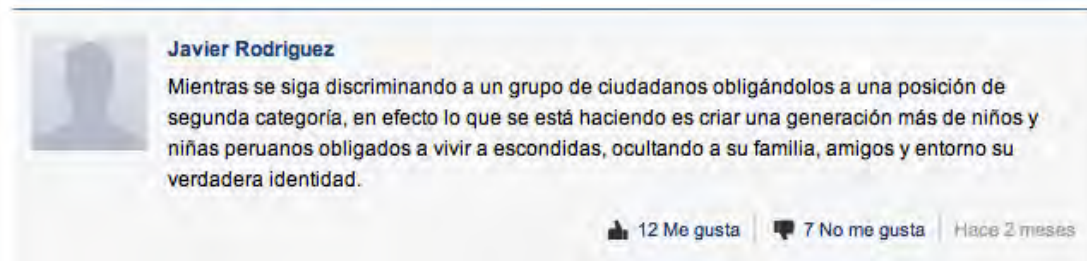 Javier Rodriguez
Mientras se siga discriminando a un grupo de ciudadanos obligándolos a una posición de
segunda categoría, en efecto lo que se está haciendo es criar una generación más de niños y
niñas peruanos obligados a vivir a escondidas, ocultando a su familia, amigos y entorno su
verdadera identidad.
12 Me gusta 7 No me gusta Hace 2 meses